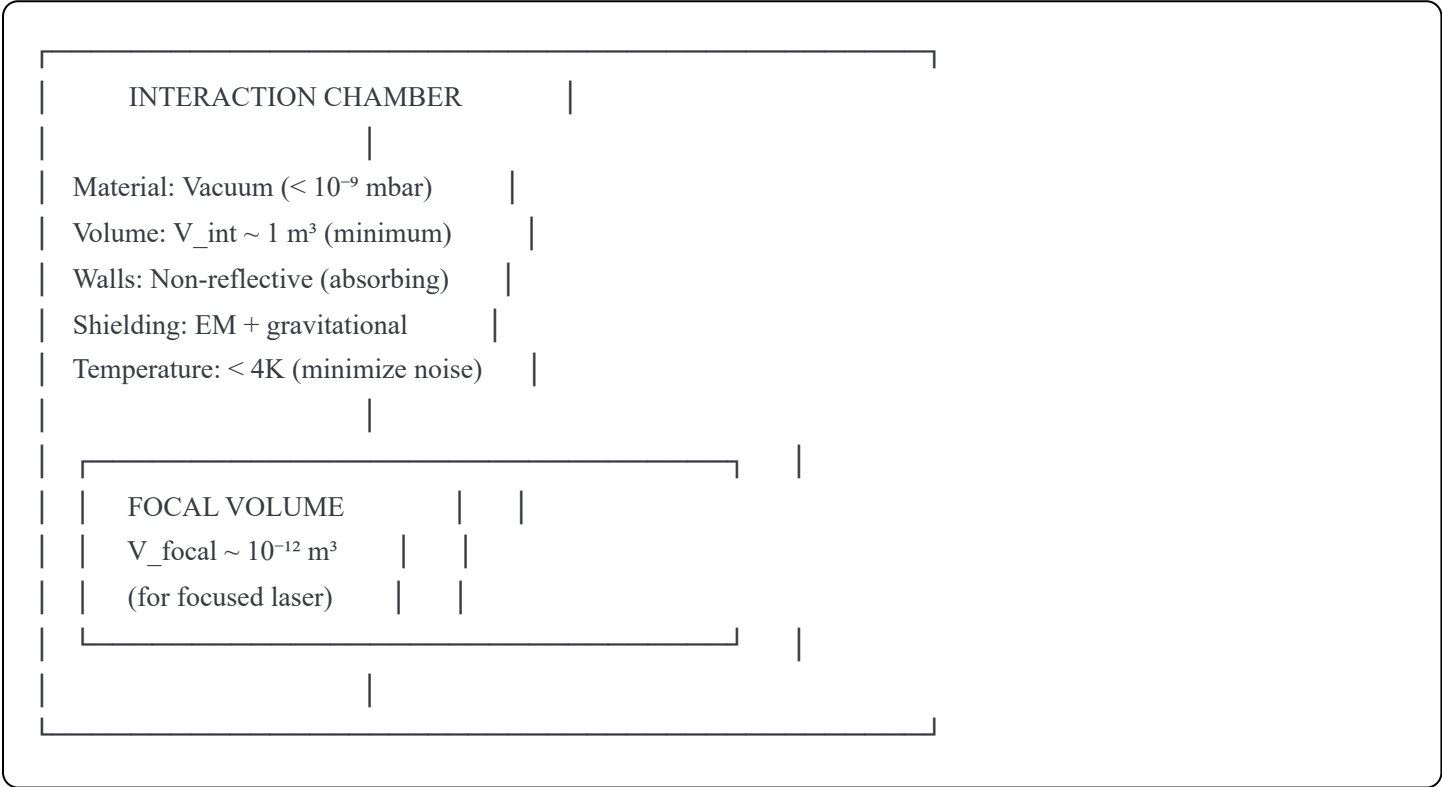 INTERACTION CHAMBER
Material: Vacuum (< 10⁻⁹ mbar)
Volume: V_int ~ 1 m³ (minimum)
Walls: Non-reflective (absorbing)
Shielding: EM + gravitational
Temperature: < 4K (minimize noise)
FOCAL VOLUME
V_focal ~ 10⁻¹² m³
(for focused laser)